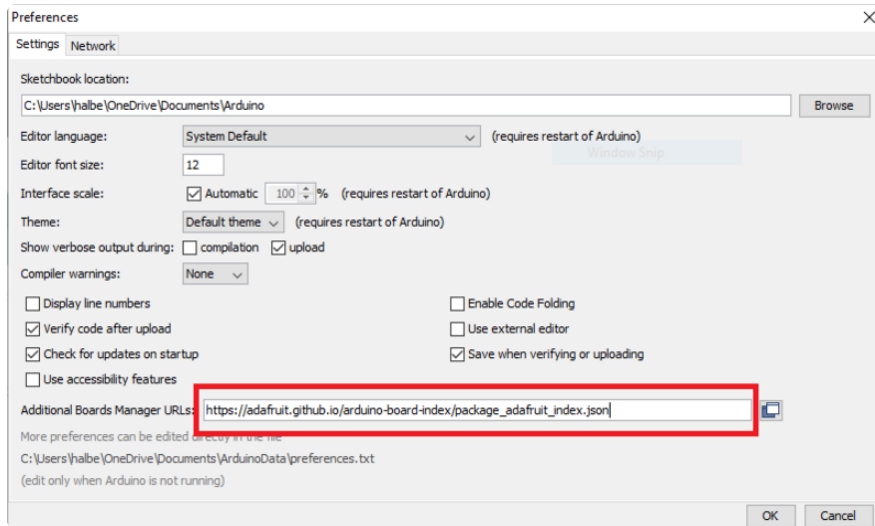 Preferences
Settings Network
Sketchbook location:
C:\Users\halbe\OneDrive\Documents\Arduino Browse
Editor language: System Default (requires restart of Arduino)
Window Snip
Editor font size: 12
Interface scale: Automatic 100 % (requires restart of Arduino)
Theme: Default theme (requires restart of Arduino)
Show verbose output during: compilation upload
Compiler warnings: None
Display line numbers Enable Code Folding
Verify code after upload Use external editor
Check for updates on startup Save when verifying or uploading
Use accessibility features
Additional Boards Manager URLs: https://adafruit.github.io/arduino-board-index/package_adafruit_index.json
More preferences can be edited directly in the file
C:\Users\halbe\OneDrive\Documents\ArduinoData\preferences.txt
(edit only when Arduino is not running)
OK Cancel